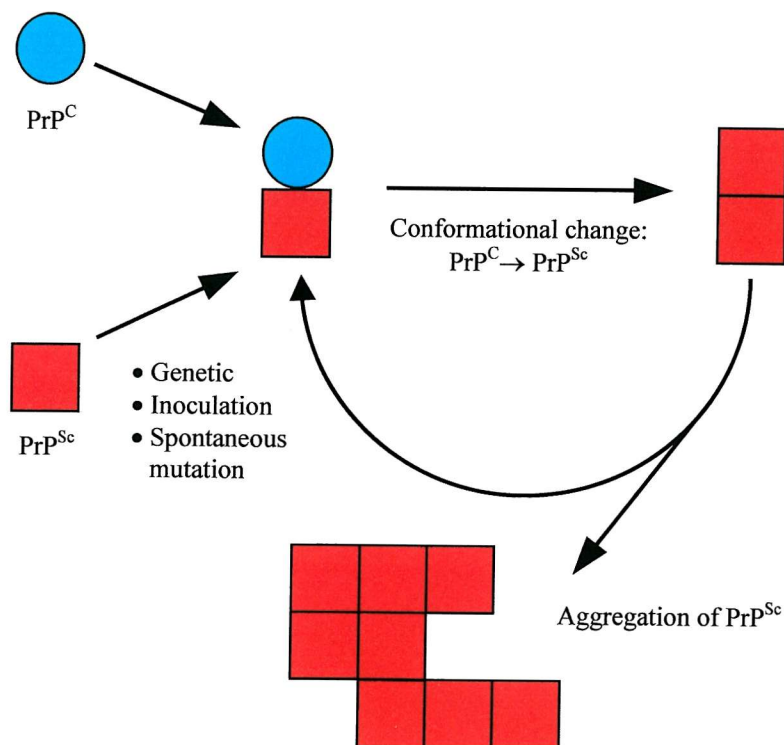 PrP^C
Conformational change:
PrP^C → PrP^Sc
• Genetic
• Inoculation
• Spontaneous
mutation
PrP^Sc
Aggregation of PrP^Sc